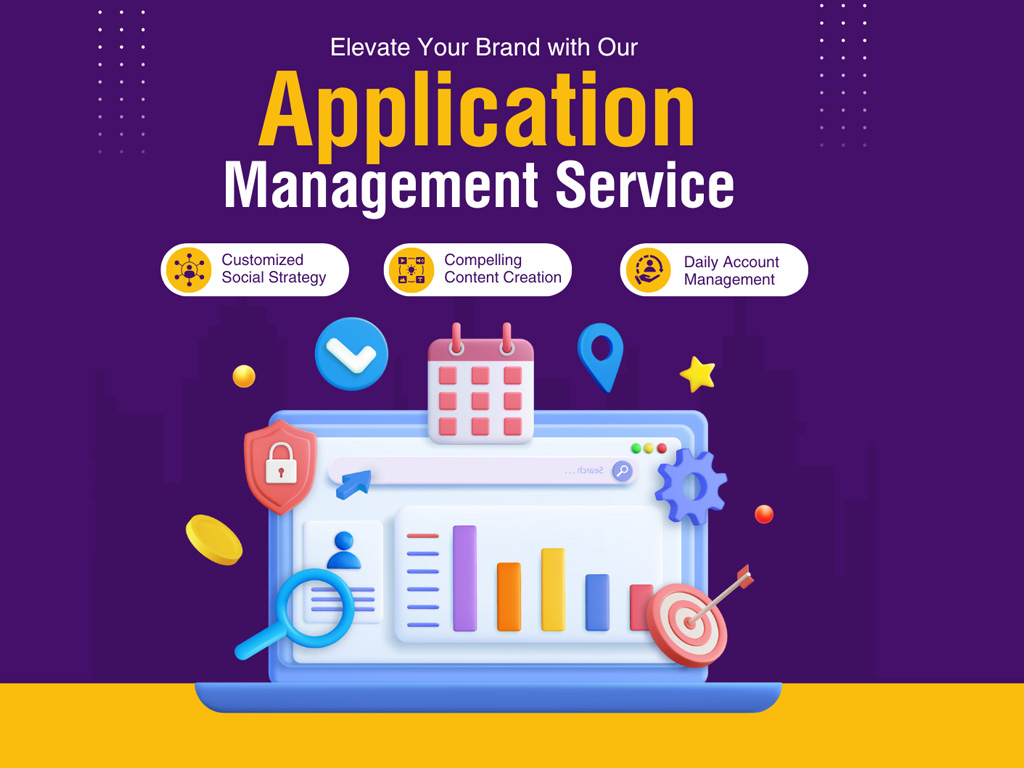 Elevate Your Brand with Our
Application
Management Service
Customized
Social Strategy
Compelling
Content Creation
Daily Account
Management
Search...